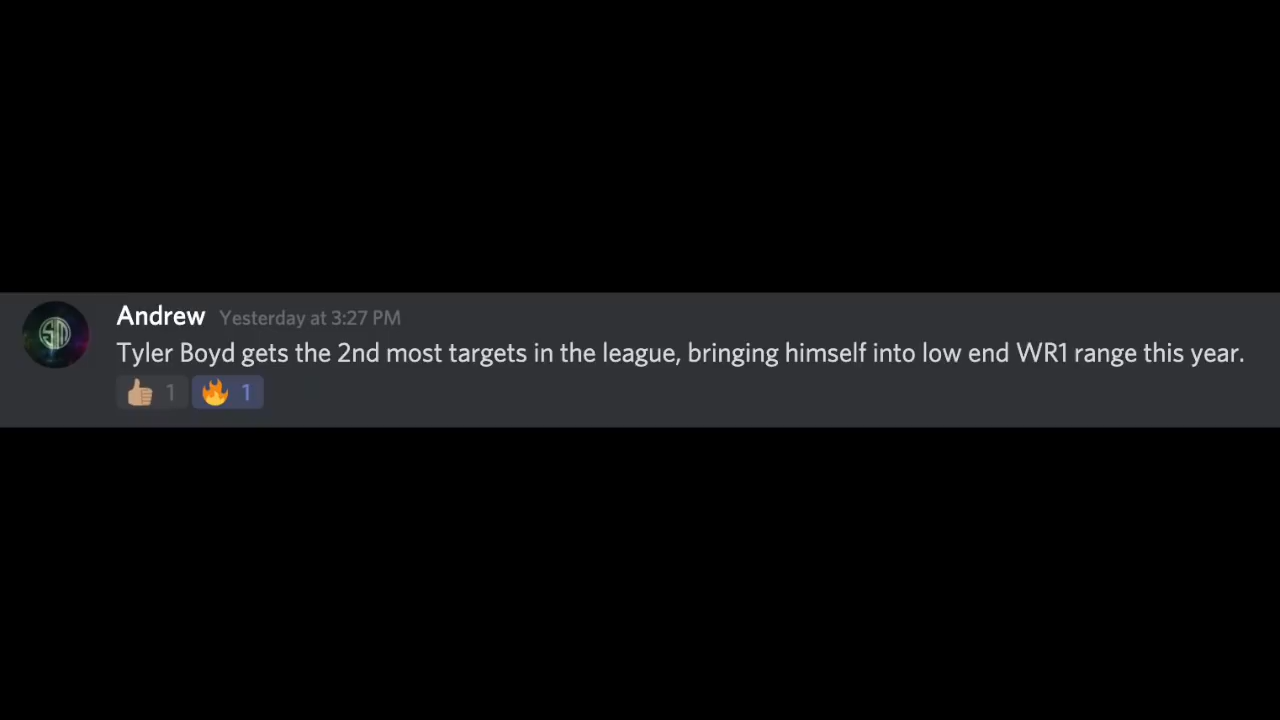 Andrew Yesterday at 3:27 PM
Tyler Boyd gets the 2nd most targets in the league, bringing himself into low end WR1 range this year.
👍🏽 1 🔥 1